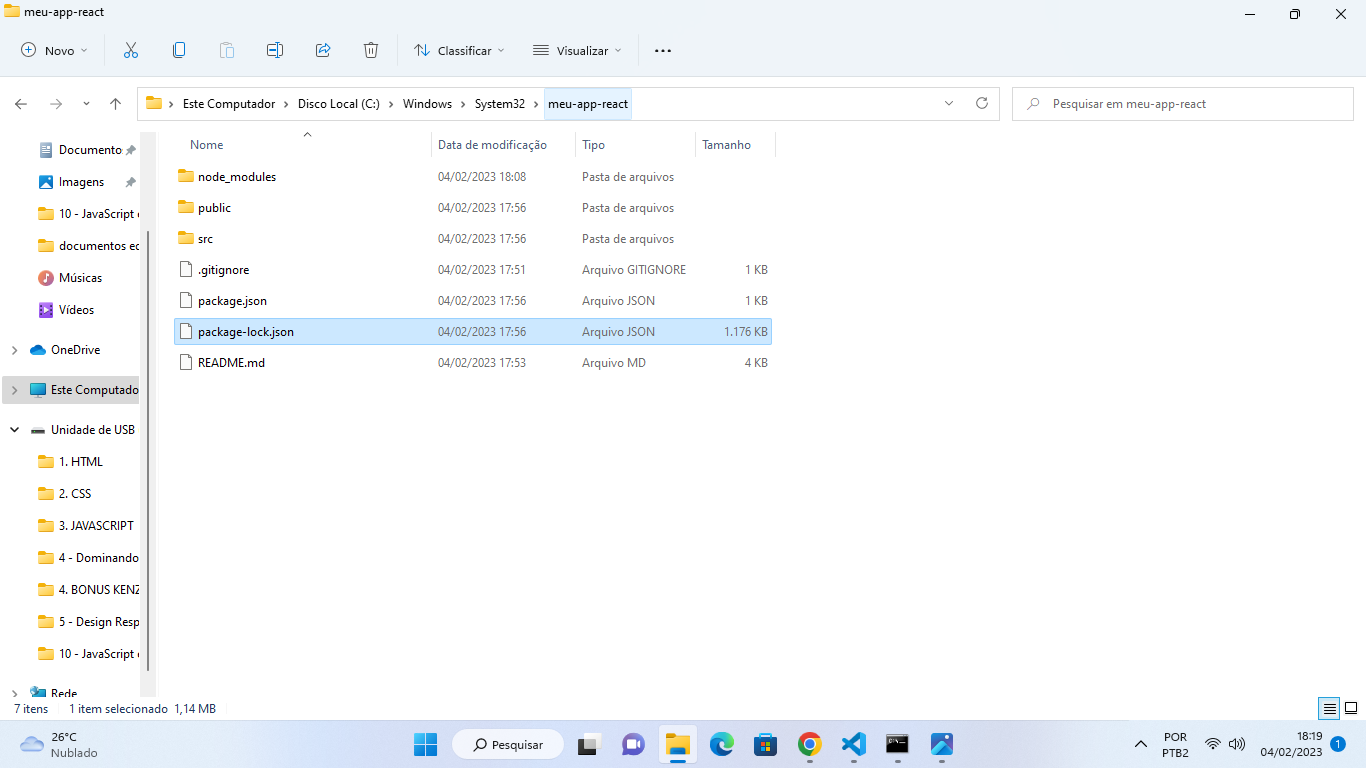 meu-app-react
Novo
Classificar
Visualizar
Este Computador > Disco Local (C:) > Windows > System32 > meu-app-react
Pesquisar em meu-app-react
Nome Data de modificação Tipo Tamanho
node_modules 04/02/2023 18:08 Pasta de arquivos
public 04/02/2023 17:56 Pasta de arquivos
src 04/02/2023 17:56 Pasta de arquivos
.gitignore 04/02/2023 17:51 Arquivo GITIGNORE 1 KB
package.json 04/02/2023 17:56 Arquivo JSON 1 KB
package-lock.json 04/02/2023 17:56 Arquivo JSON 1.176 KB
README.md 04/02/2023 17:53 Arquivo MD 4 KB
Documento
Imagens
10 - JavaScript
documentos
Músicas
Vídeos
OneDrive
Este Computado
Unidade de USB
1. HTML
2. CSS
3. JAVASCRIPT
4 - Dominando
4. BONUS KENZ
5 - Design Resp
10 - JavaScript
Rede
7 itens 1 item selecionado 1,14 MB
26°C
Nublado
Pesquisar
POR
PTB2
18:19
04/02/2023
1